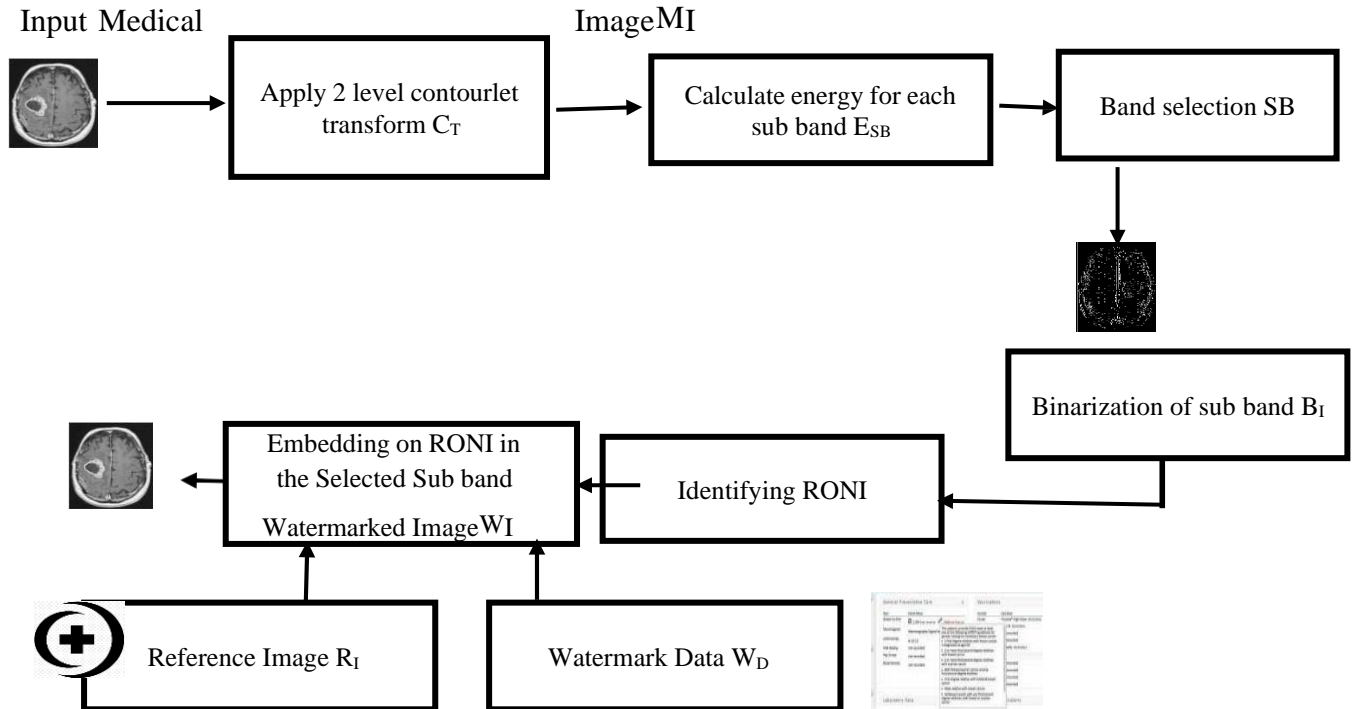 Input Medical ImageMI
Apply 2 level contourlet
transform CT
Calculate energy for each
sub band ESB
Band selection SB
Binarization of sub band BI
Identifying RONI
Embedding on RONI in
the Selected Sub band
Watermarked ImageWI
Reference Image RI
Watermark Data WD